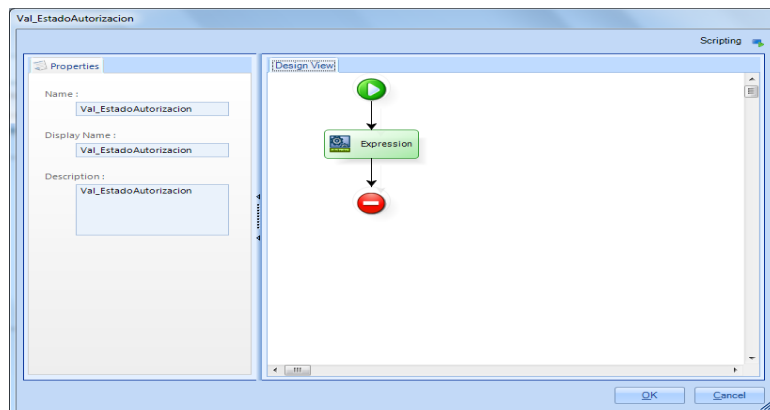 Val_EstadoAutorizacion
Scripting
Properties
Name :
Val_EstadoAutorizacion
Display Name :
Val_EstadoAutorizacion
Description :
Val_EstadoAutorizacion
Design View
Expression
OK
Cancel